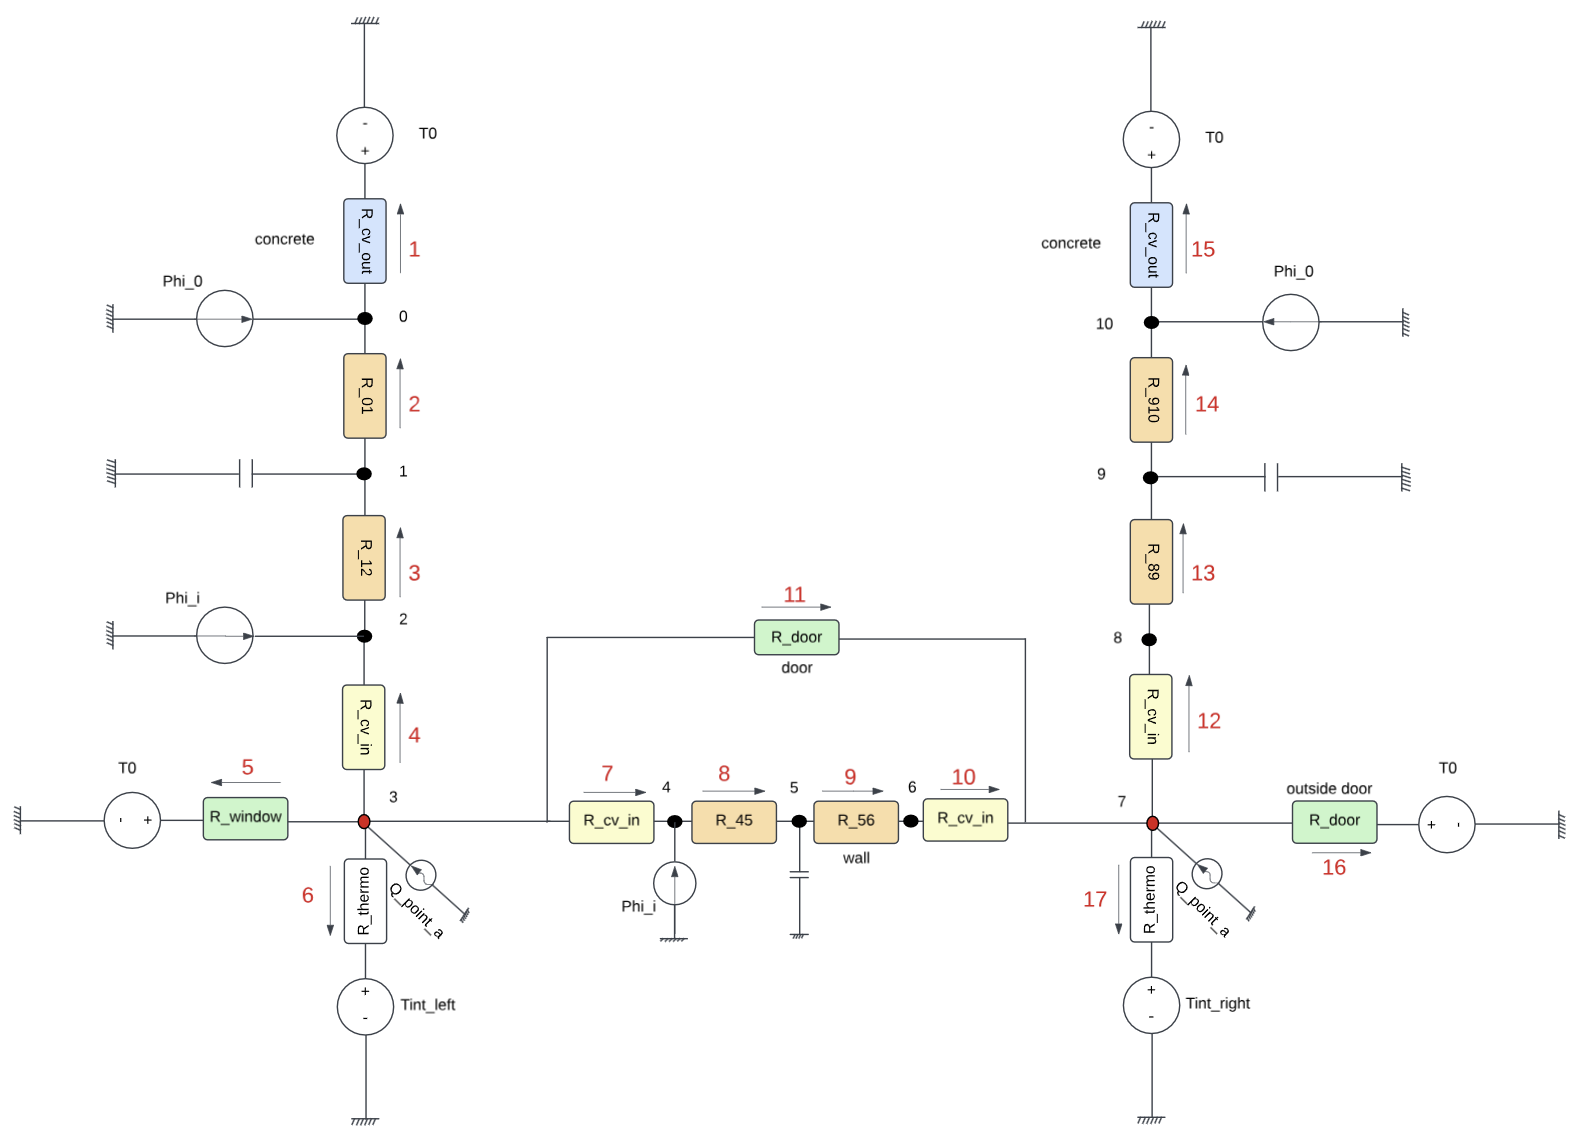 T0
-
+
T0
-
+
R_cv_out
concrete
1
R_cv_out
concrete
15
Phi_0
Phi_0
0
10
R_01
2
R_910
14
1
9
R_12
3
R_89
13
Phi_i
2
11
R_door
door
8
R_cv_in
4
R_cv_in
12
T0
5
3
7
4
8
5
9
6
10
7
outside door
T0
- +
R_window
R_cv_in
R_45
R_56
R_cv_in
R_door
+ -
wall
16
6
R_thermo
Q_point_a
Phi_i
17
R_thermo
Q_point_a
+
-
Tint_left
+
-
Tint_right